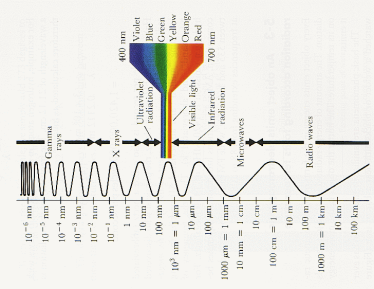 400 nm
Violet
Blue
Green
Yellow
Orange
Red
700 nm
Gamma
rays
X rays
Ultraviolet
radiation
Visible light
Infrared
radiation
Microwaves
Radio waves
10⁻⁶ nm
10⁻⁵ nm
10⁻⁴ nm
10⁻³ nm
10⁻² nm
10⁻¹ nm
1 nm
10 nm
100 nm
10³ nm = 1 μm
10 μm
100 μm
1000 μm = 1 mm
10 mm = 1 cm
10 cm
100 cm = 1 m
10 m
100 m
1000 m = 1 km
10 km
100 km